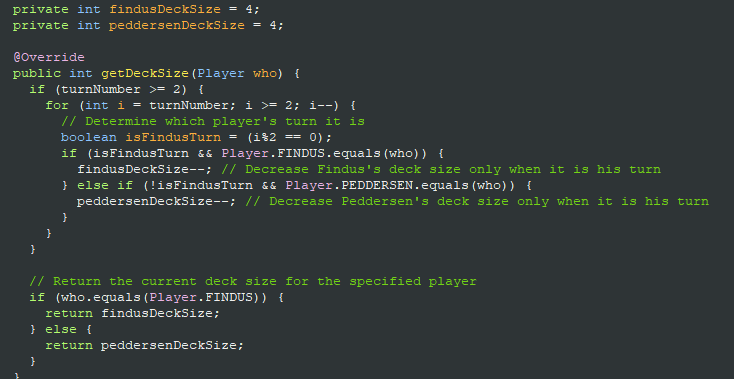 private int findusDeckSize = 4;
private int peddersenDeckSize = 4;
@Override
public int getDeckSize(Player who) {
if (turnNumber >= 2) {
for (int i = turnNumber; i >= 2; i--) {
// Determine which player's turn it is
boolean isFindusTurn = (i%2 == 0);
if (isFindusTurn && Player.FINDUS.equals(who)) {
findusDeckSize--; // Decrease Findus's deck size only when it is his turn
} else if (!isFindusTurn && Player.PEDDERSEN.equals(who)) {
peddersenDeckSize--; // Decrease Peddersen's deck size only when it is his turn
}
}
}
// Return the current deck size for the specified player
if (who.equals(Player.FINDUS)) {
return findusDeckSize;
} else {
return peddersenDeckSize;
}
}